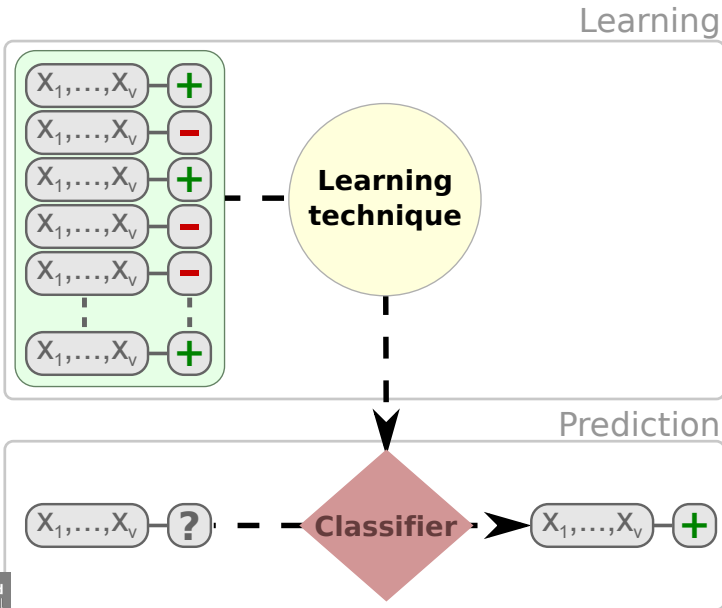 Learning
X₁,...,Xᵥ +
X₁,...,Xᵥ −
X₁,...,Xᵥ +
X₁,...,Xᵥ −
X₁,...,Xᵥ −
X₁,...,Xᵥ +
Learning
technique
Prediction
X₁,...,Xᵥ ?
Classifier
X₁,...,Xᵥ +